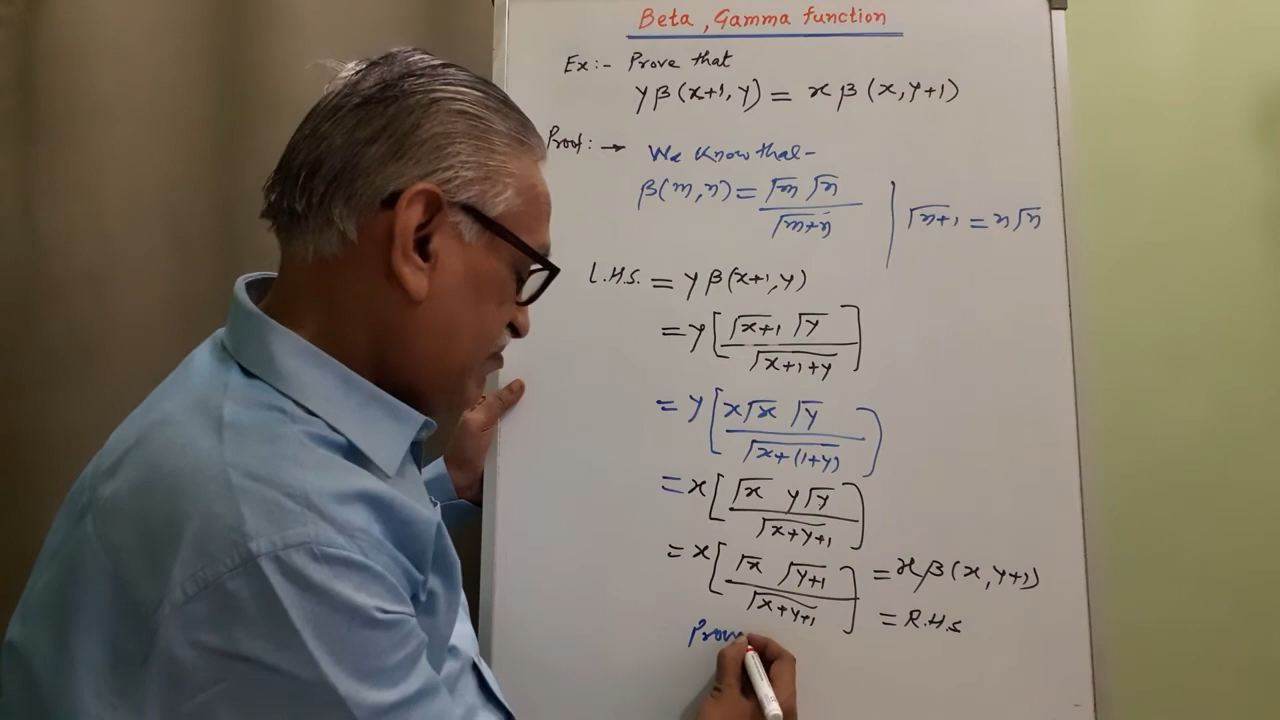 Beta, Gamma function
Ex:- Prove that
yβ(x+1, y) = xβ(x, y+1)
Proof: → We Know that-
β(m, n) = Γm Γn / Γm+n | Γn+1 = nΓn
L.H.S. = yβ(x+1, y)
= y[Γx+1 Γy / Γx+1+y]
= y[xΓx Γy / Γx+(1+y)]
= x[Γx yΓy / Γx+y+1]
= x[Γx Γy+1 / Γx+y+1] = xβ(x, y+1)
= R.H.S
Prov